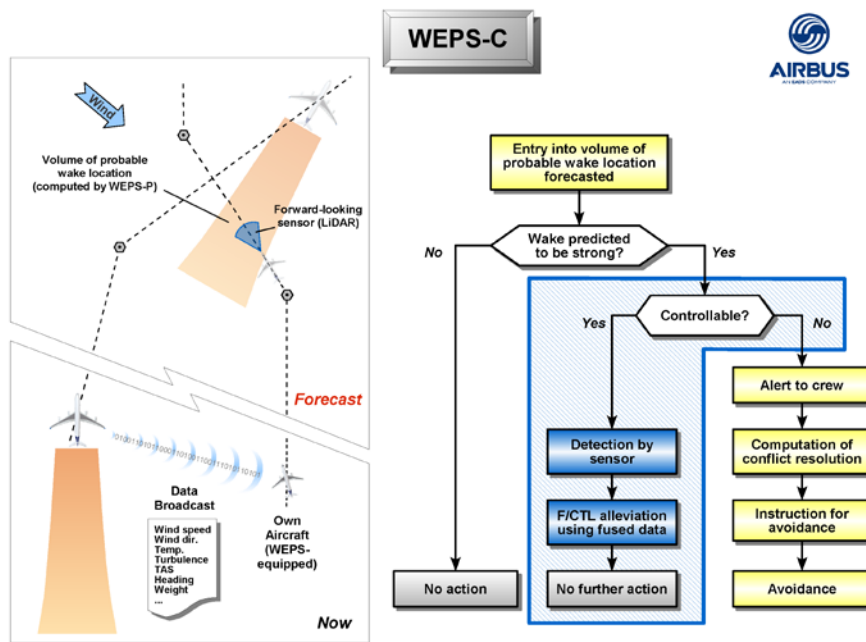 WEPS-C
AIRBUS
AN EADS COMPANY
Wind
Volume of probable
wake location
(computed by WEPS-P)
Forward-looking
sensor (LiDAR)
Forecast
Data
Broadcast
Wind speed
Wind dir.
Temp.
Turbulence
TAS
Heading
Weight
...
Own
Aircraft
(WEPS-
equipped)
Now
Entry into volume of
probable wake location
forecasted
No
Wake predicted
to be strong?
Yes
Yes
Controllable?
No
Alert to crew
Detection by
sensor
Computation of
conflict resolution
F/CTL alleviation
using fused data
Instruction for
avoidance
No action
No further action
Avoidance